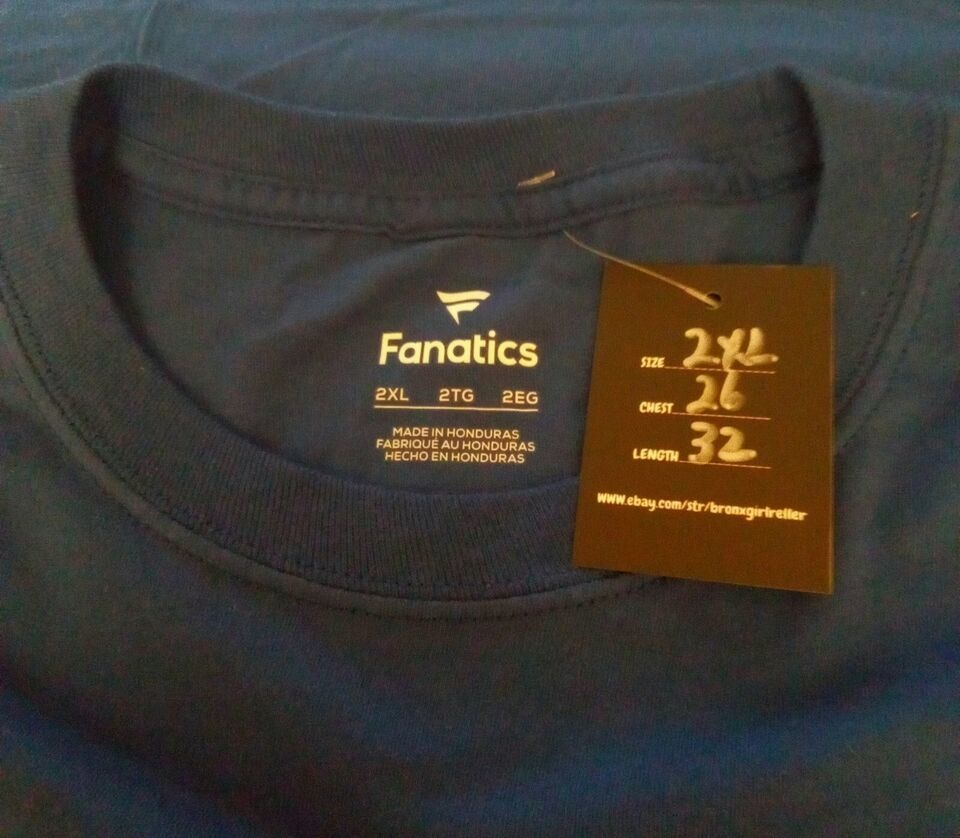 Fanatics
2XL 2TG 2EG
MADE IN HONDURAS
FABRIQUÉ AU HONDURAS
HECHO EN HONDURAS
SIZE 2XL
CHEST 26
LENGTH 32
www.ebay.com/str/bronxgirlreller